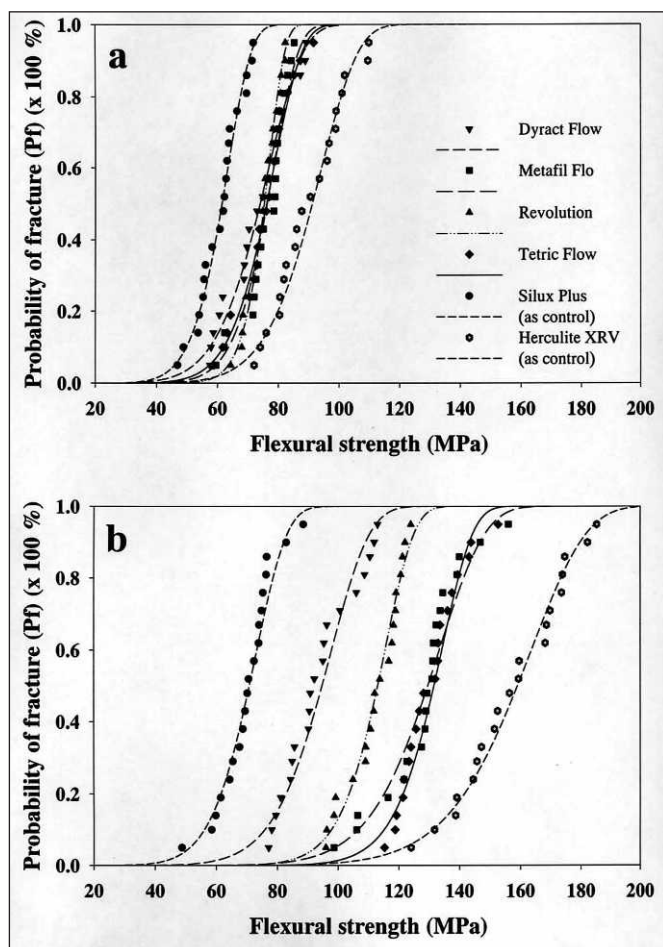 a
Probability of fracture (Pf) (x 100 %)
1.0
0.8
0.6
0.4
0.2
0.0
Dyract Flow
Metafil Flo
Revolution
Tetric Flow
Silux Plus
(as control)
Herculite XRV
(as control)
20 40 60 80 100 120 140 160 180 200
Flexural strength (MPa)
b
Probability of fracture (Pf) (x 100 %)
1.0
0.8
0.6
0.4
0.2
0.0
20 40 60 80 100 120 140 160 180 200
Flexural strength (MPa)